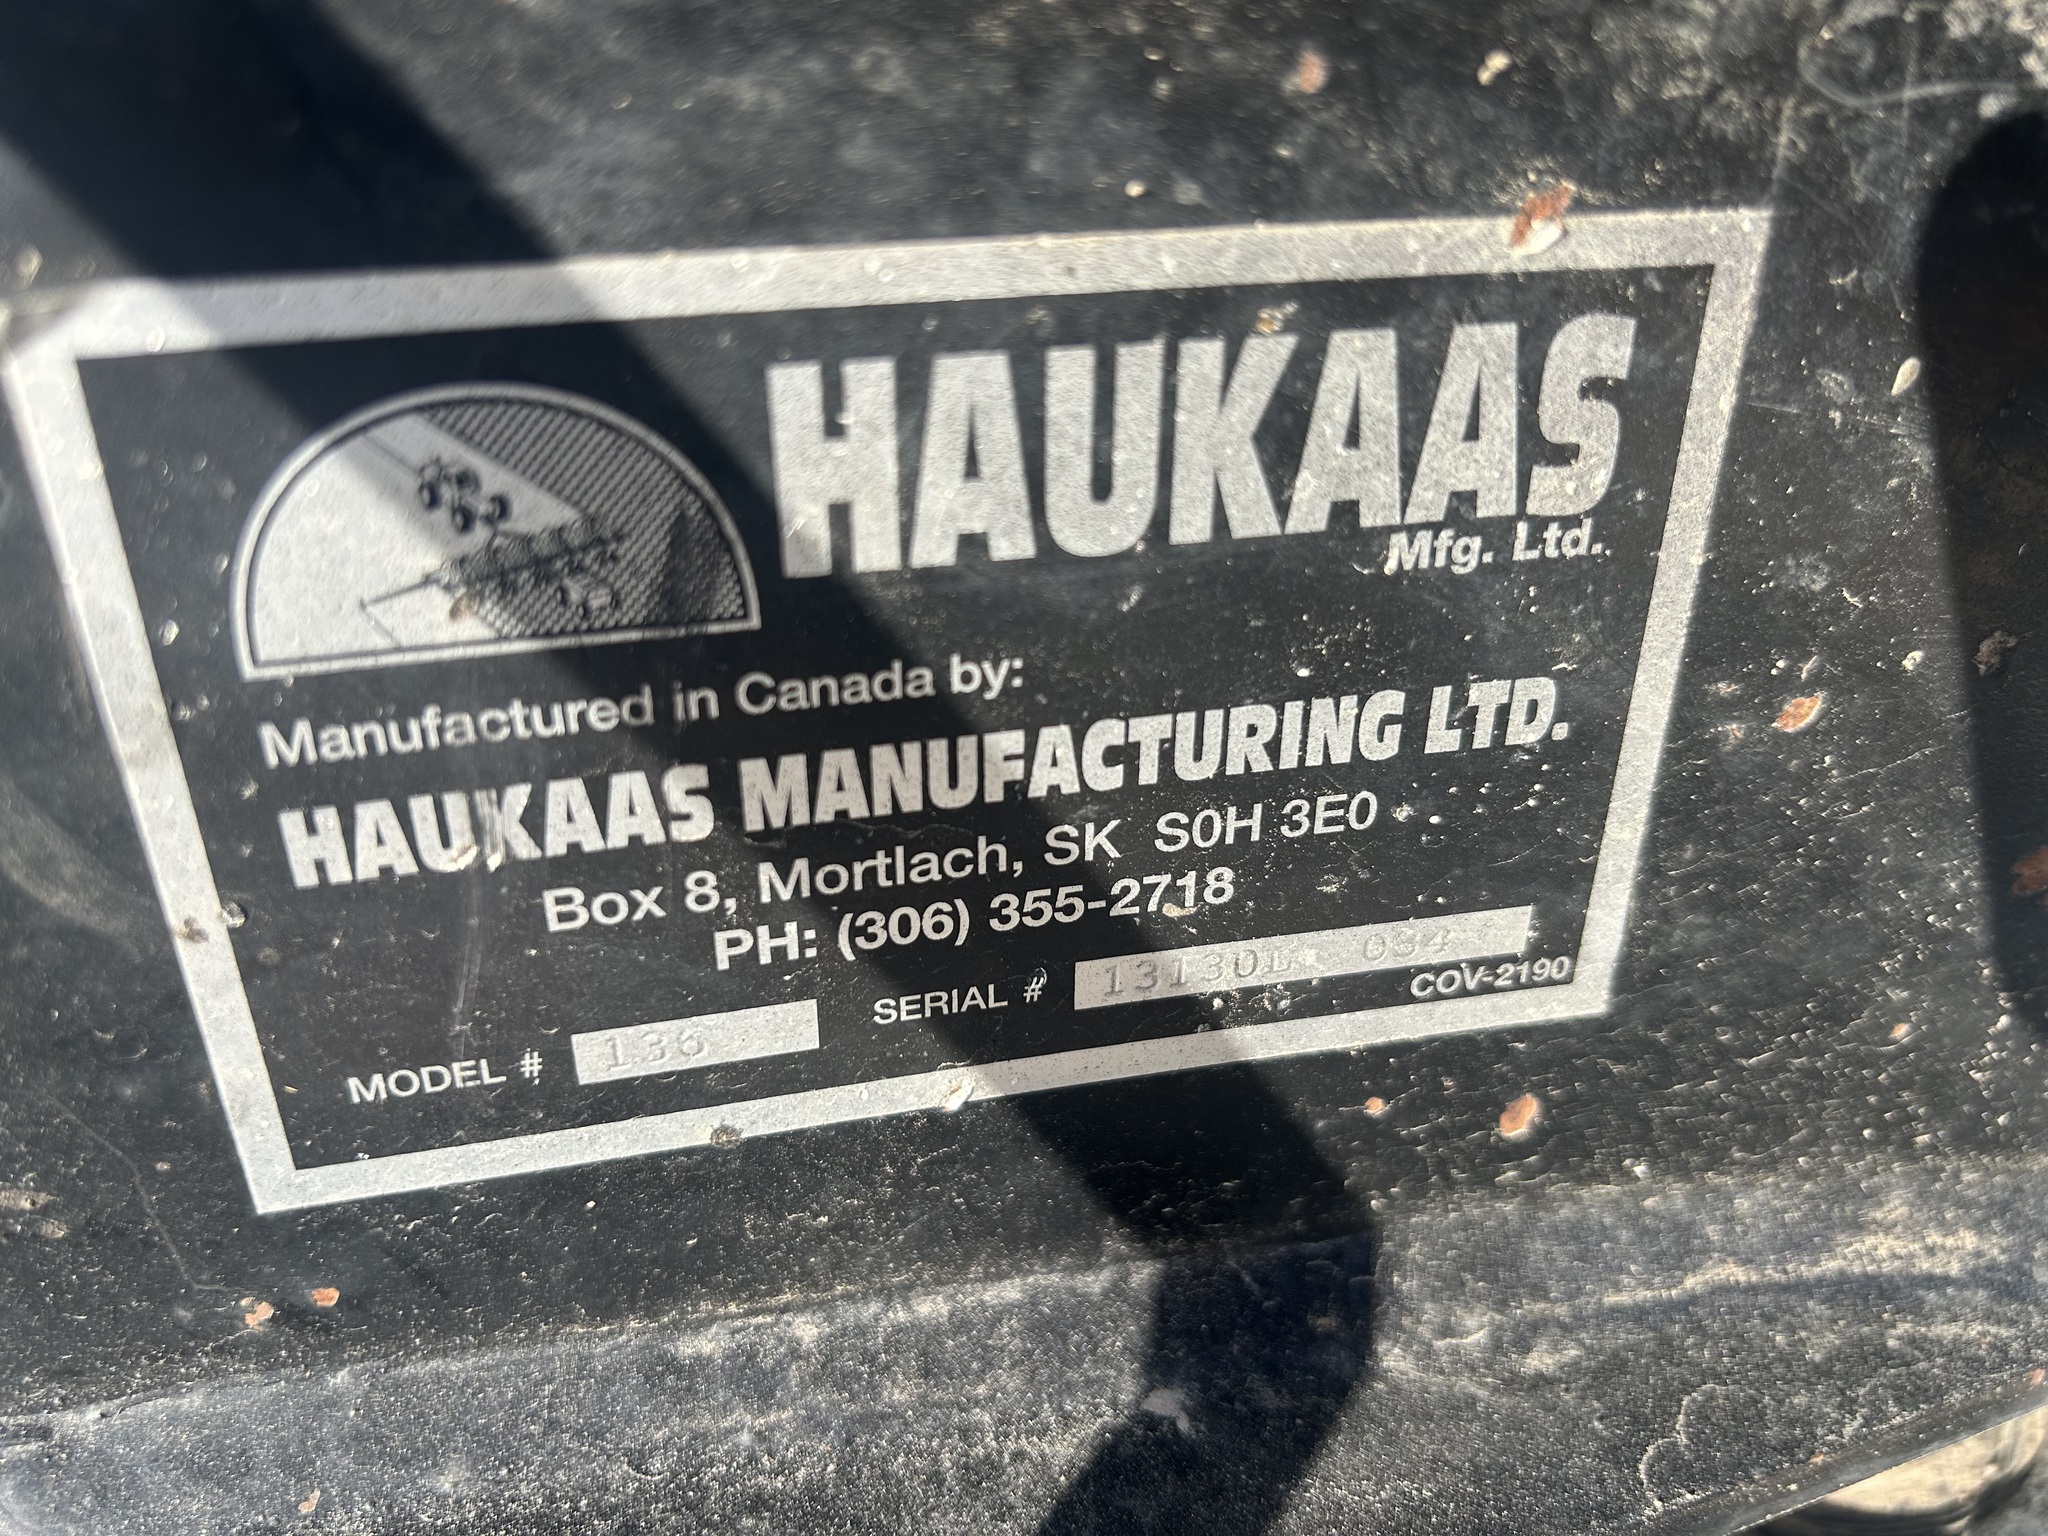 HAUKAAS
Mfg. Ltd.
Manufactured in Canada by:
HAUKAAS MANUFACTURING LTD.
Box 8, Mortlach, SK S0H 3E0
PH: (306) 355-2718
MODEL # 136 SERIAL #
COV-2190